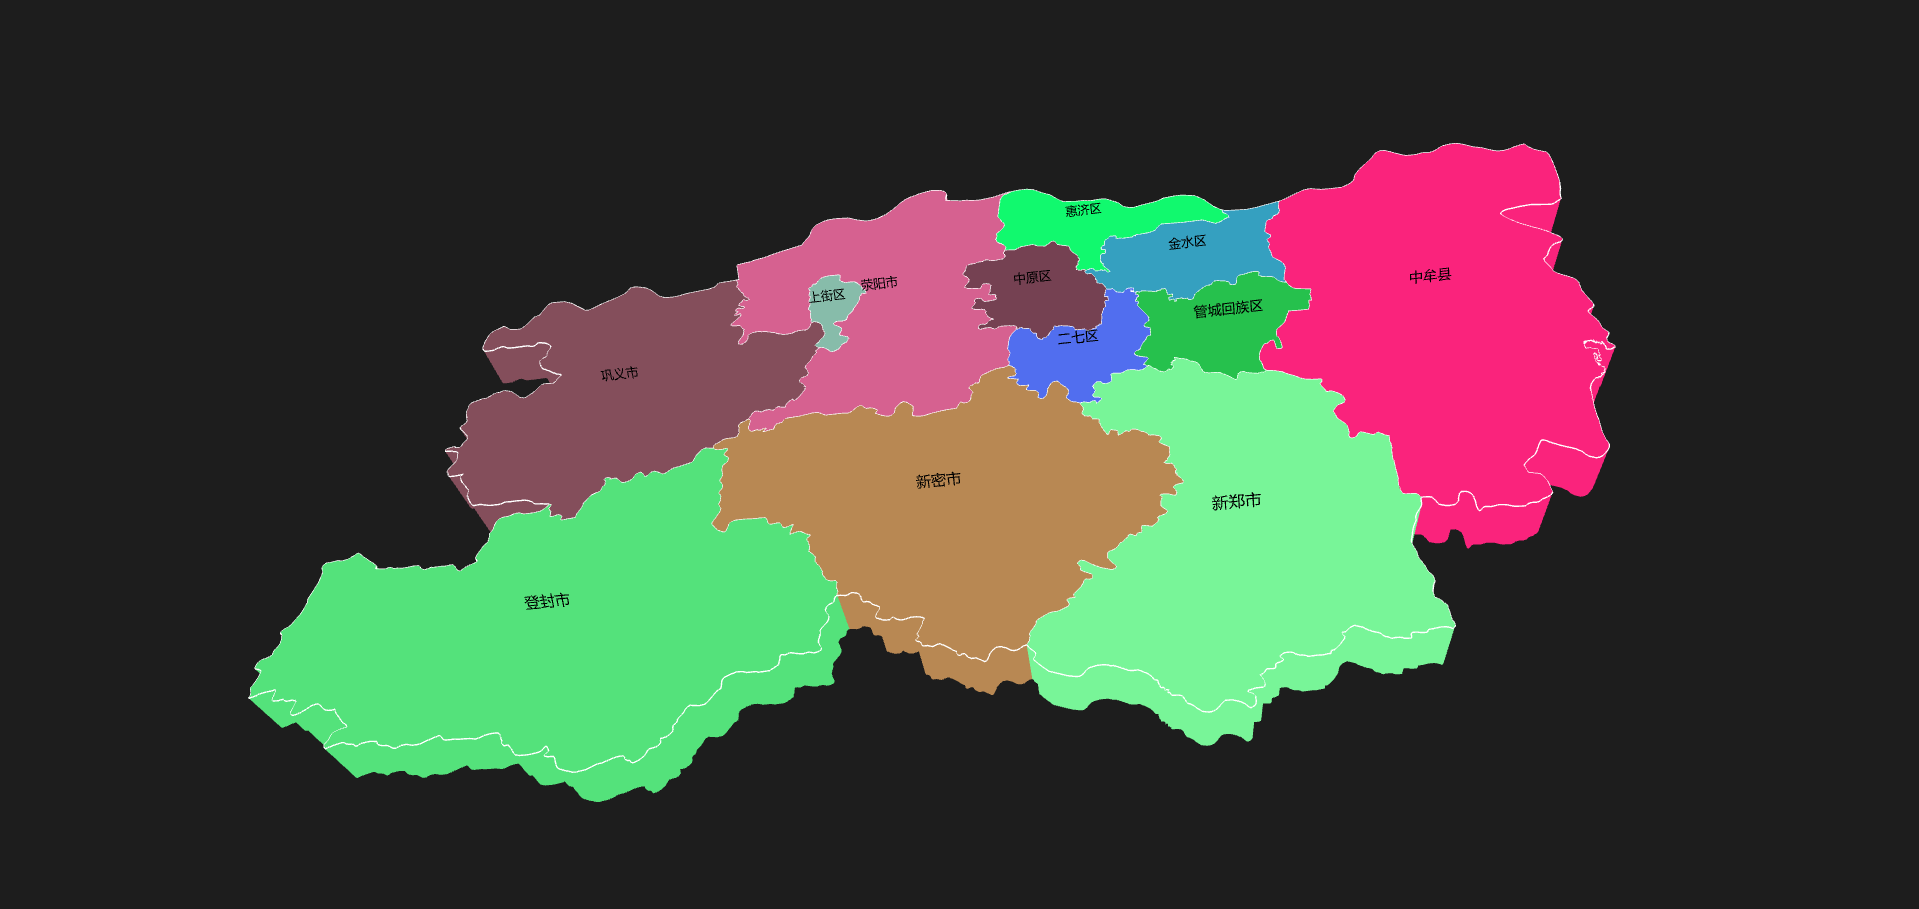 惠济区
金水区
中原区
中牟县
荥阳市
上街区
管城回族区
二七区
巩义市
新密市
新郑市
登封市